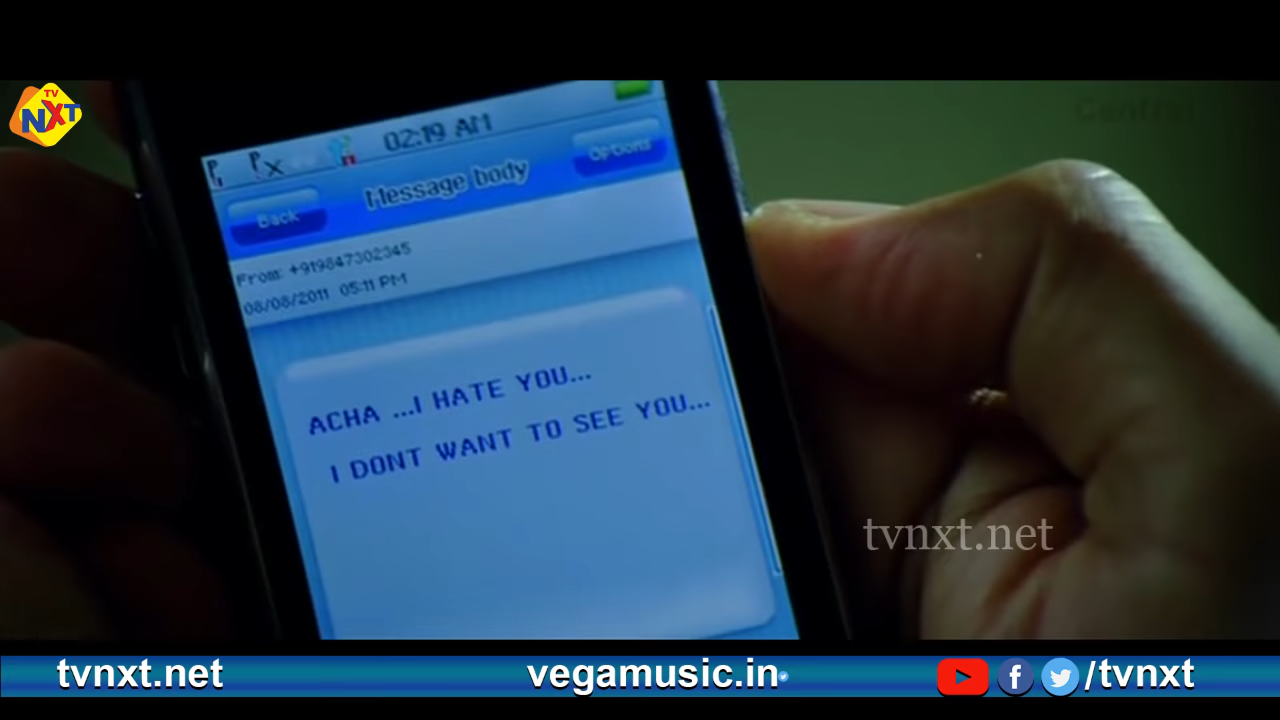 TV
NXT
02:19 AM
Back
Message body
Options
From: +919847302345
08/08/2011 05:11 PM
ACHA ...I HATE YOU...
I DONT WANT TO SEE YOU...
tvnxt.net
tvnxt.net
vegamusic.in
/tvnxt